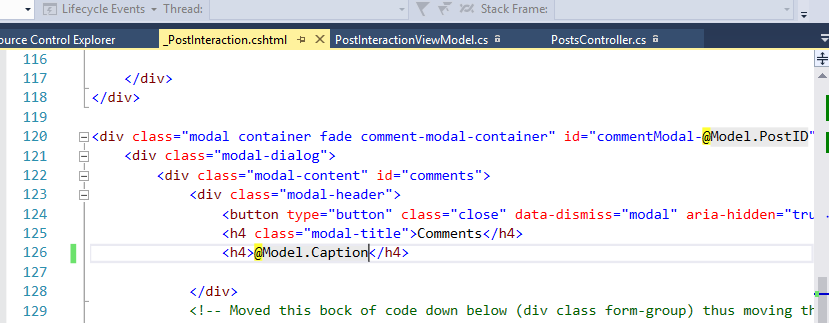 Lifecycle Events Thread: Stack Frame:
ource Control Explorer _PostInteraction.cshtml PostInteractionViewModel.cs PostsController.cs
116
117 </div>
118 </div>
119
120 <div class="modal container fade comment-modal-container" id="commentModal-@Model.PostID"
121 <div class="modal-dialog">
122 <div class="modal-content" id="comments">
123 <div class="modal-header">
124 <button type="button" class="close" data-dismiss="modal" aria-hidden="tru
125 <h4 class="modal-title">Comments</h4>
126 <h4>@Model.Caption</h4>
127
128 </div>
129 <!-- Moved this bock of code down below (div class form-group) thus moving th